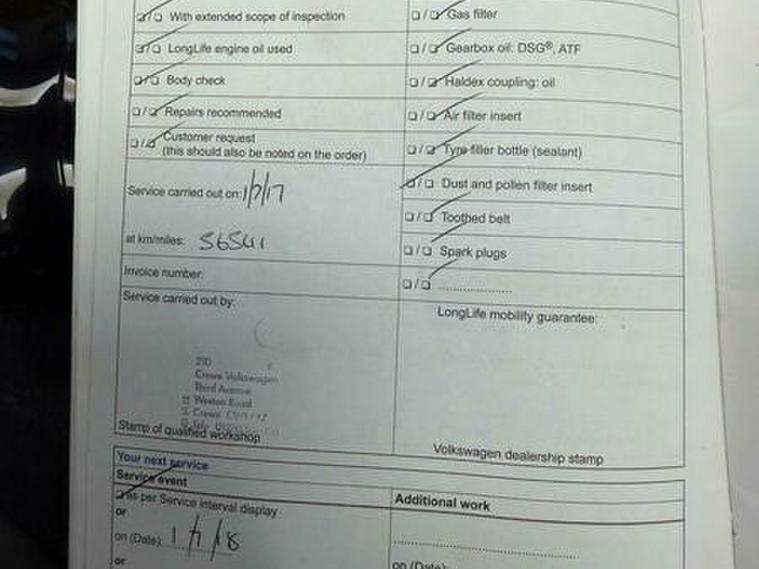 With extended scope of inspection
LongLife engine oil used
Body check
Repairs recommended
Customer request
(this should also be noted on the order)
Service carried out on: 1/7/17
at km/miles: 56541
Invoice number:
Service carried out by:
Crewe Volkswagen
Third Avenue
Weston Road
Crewe
Stamp of qualified workshop
Gas filter
Gearbox oil: DSG®, ATF
Haldex coupling: oil
Air filter insert
Tyre filler bottle (sealant)
Dust and pollen filter insert
Toothed belt
Spark plugs
LongLife mobility guarantee:
Volkswagen dealership stamp
Your next service
Service event
as per Service interval display
or
on (Date): 1/7/18
or
Additional work
on (Date):